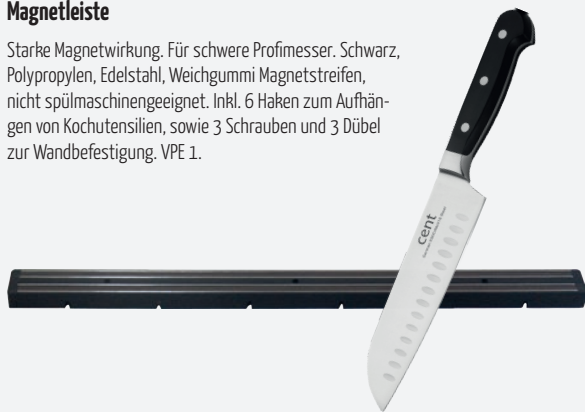 Magnetleiste
Starke Magnetwirkung. Für schwere Profimesser. Schwarz,
Polypropylen, Edelstahl, Weichgummi Magnetstreifen,
nicht spülmaschinengeeignet. Inkl. 6 Haken zum Aufhän-
gen von Kochutensilien, sowie 3 Schrauben und 3 Dübel
zur Wandbefestigung. VPE 1.
cent